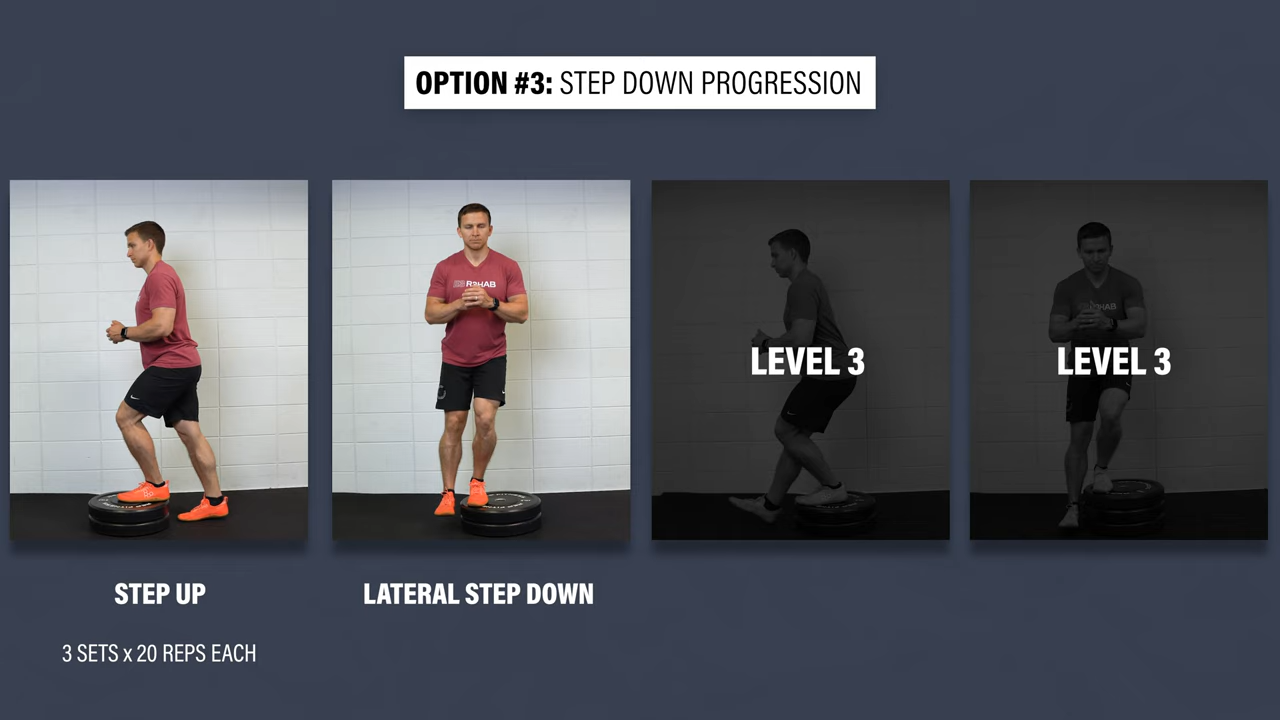 OPTION #3: STEP DOWN PROGRESSION
R3HAB
LEVEL 3
LEVEL 3
STEP UP
LATERAL STEP DOWN
3 SETS x 20 REPS EACH